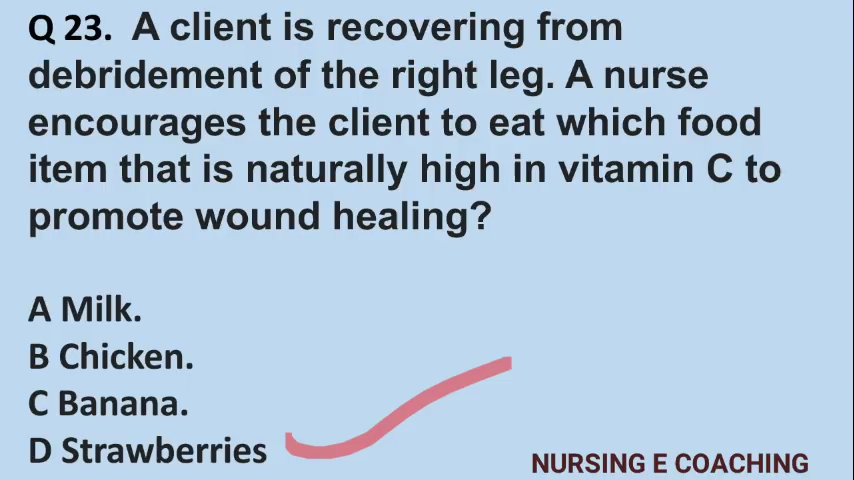 Q 23. A client is recovering from
debridement of the right leg. A nurse
encourages the client to eat which food
item that is naturally high in vitamin C to
promote wound healing?
A Milk.
B Chicken.
C Banana.
D Strawberries
NURSING E COACHING